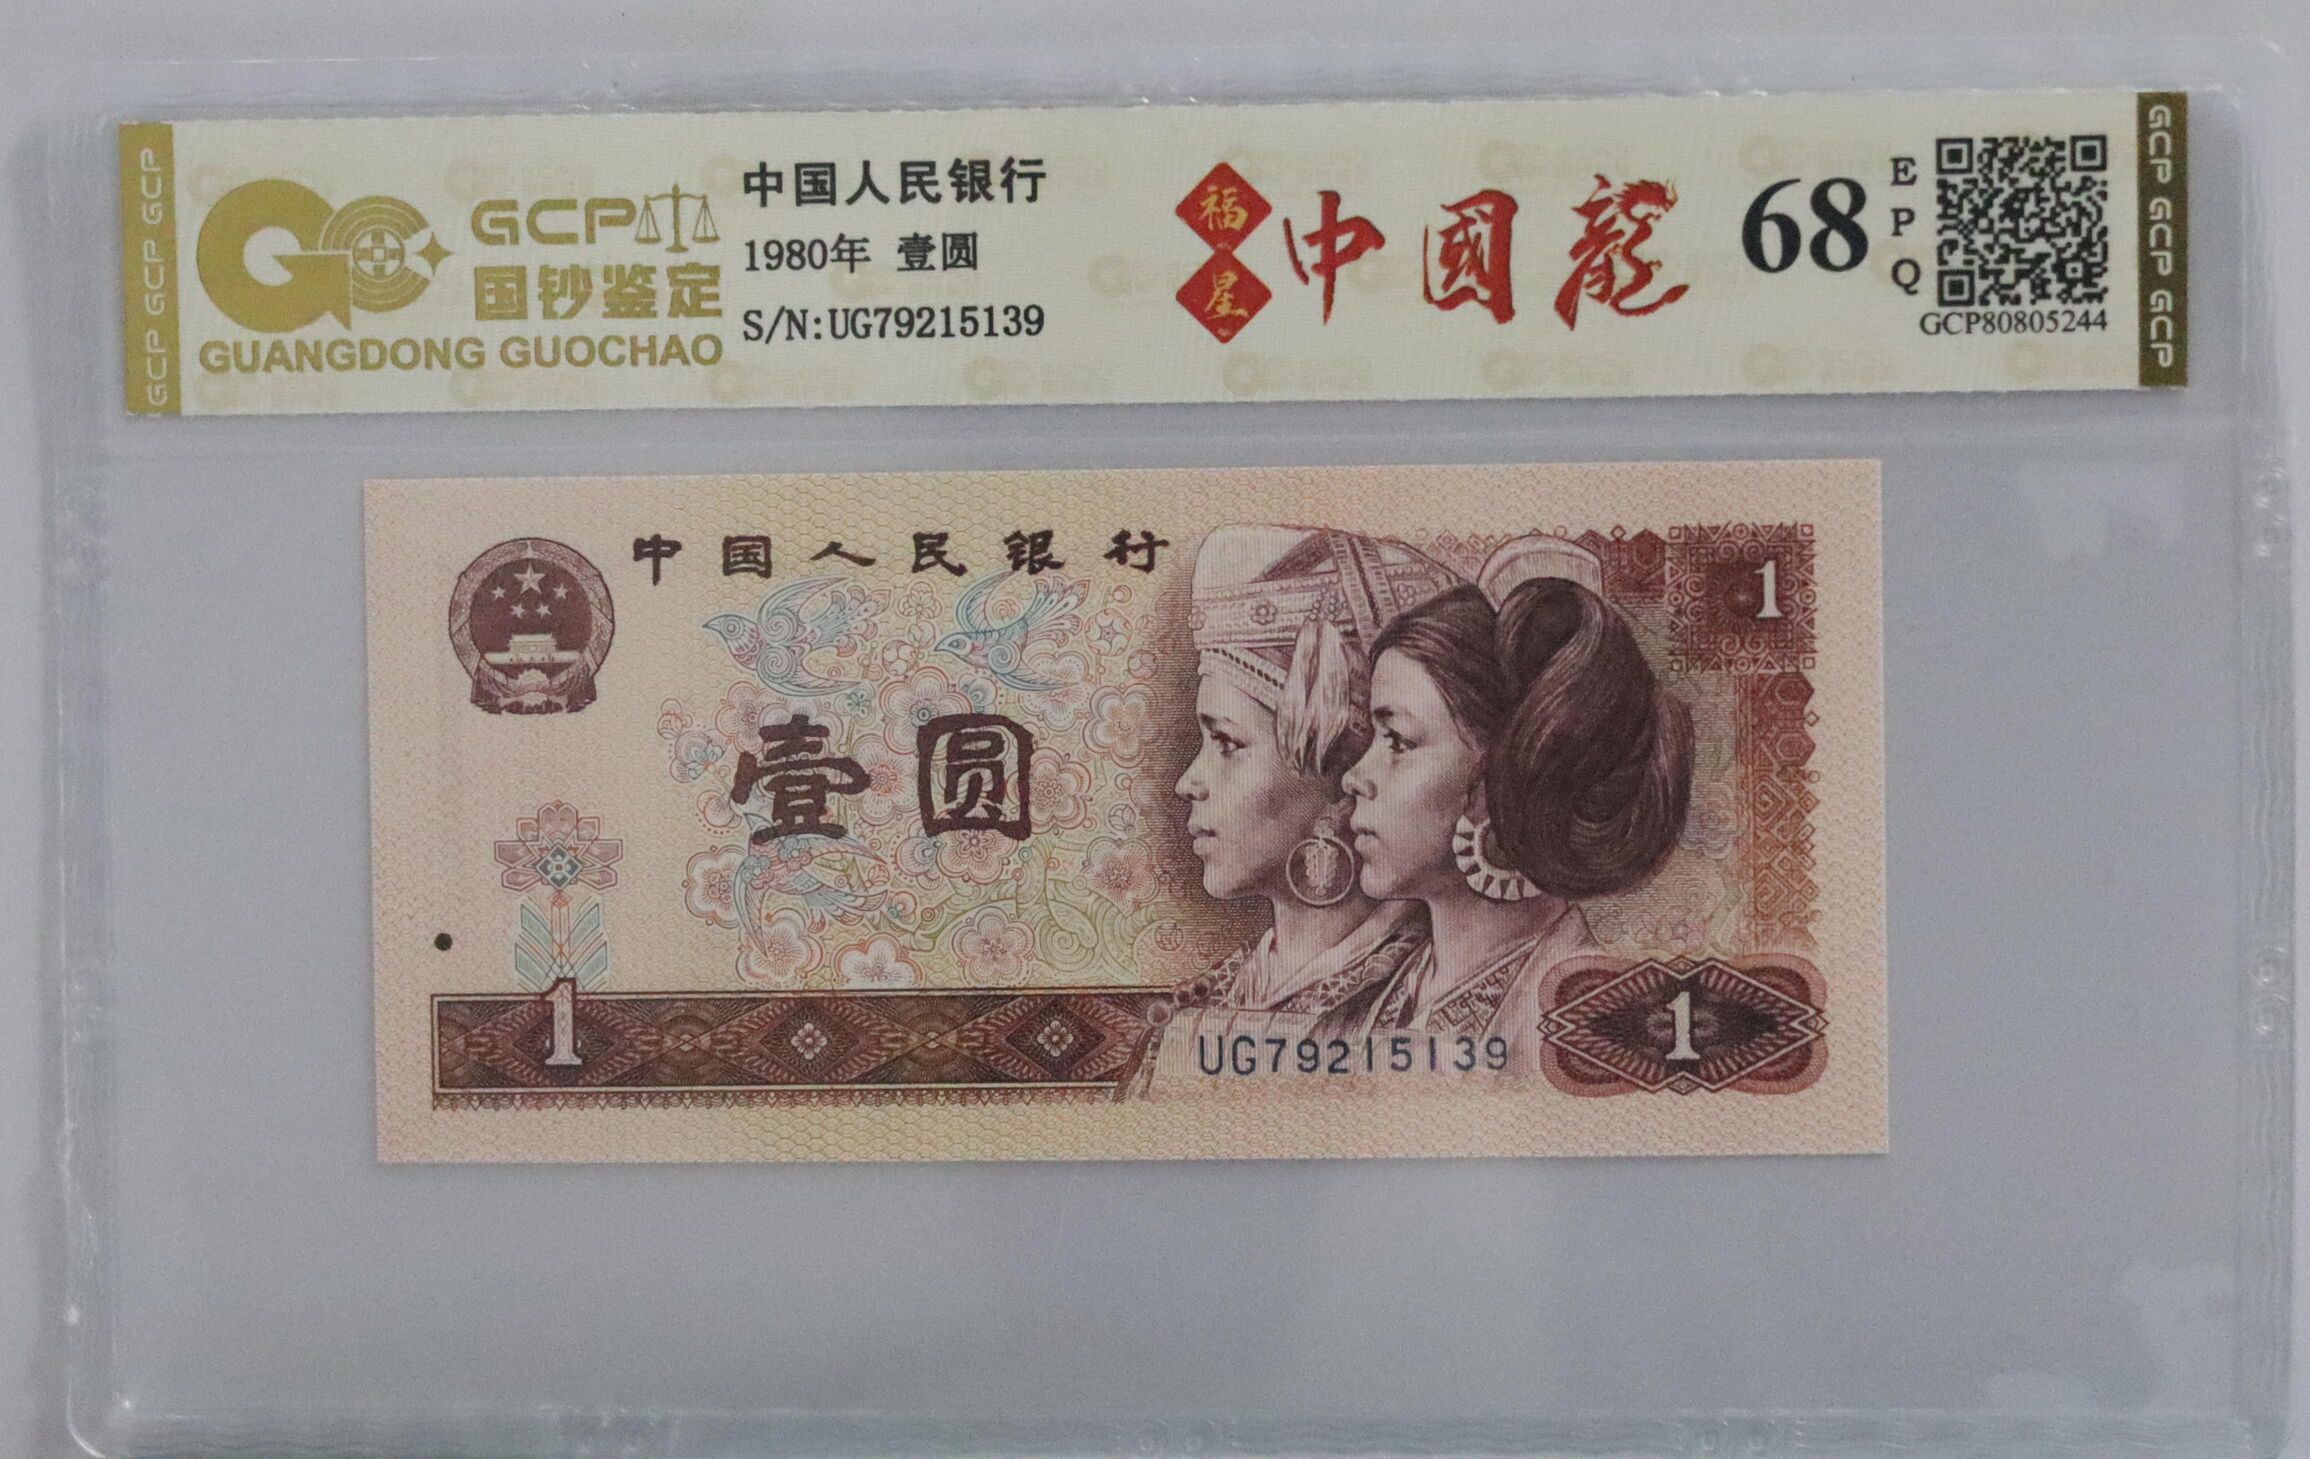 GCP GCP GCP
GCP
国钞鉴定
GUANGDONG GUOCHAO
中国人民银行
1980年 壹圆
S/N:UG79215139
福星
中國龍
68
EPQ
GCP80805244
GCP GCP GCP
中国人民银行
1
壹圆
1
UG79215139
1